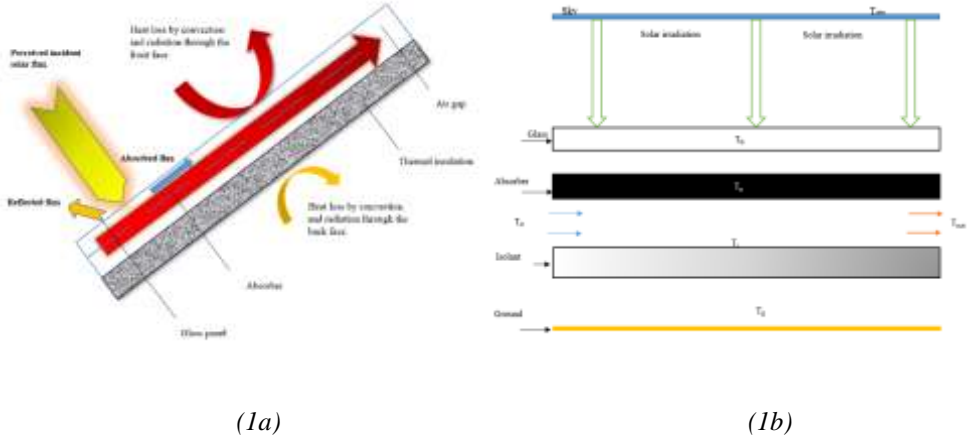 Heat loss by convection
and radiation through the
front face.
Perceived incident
solar flux
Air gap
Absorbed flux
Thermal insulation
Reflected flux
Heat loss by convection
and radiation through the
back face.
Absorber
Glass panel
(1a)
Sky
Solar irradiation
Solar irradiation
Glass
Absorber
Isolant
Ground
(1b)